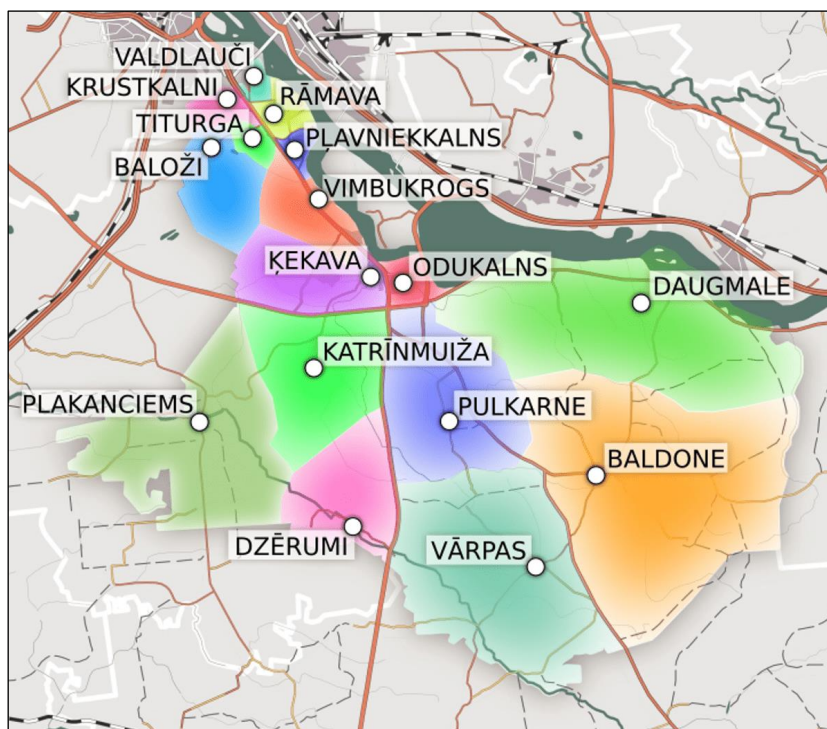 VALDLAUČI
KRUSTKALNI
RĀMAVA
TITURGA
PĻAVNIEKKALNS
BALOŽI
VIMBUKROGS
ĶEKAVA
ODUKALNS
DAUGMALE
KATRĪNMUIŽA
PLAKANCIEMS
PULKARNE
BALDONE
DZĒRUMI
VĀRPAS